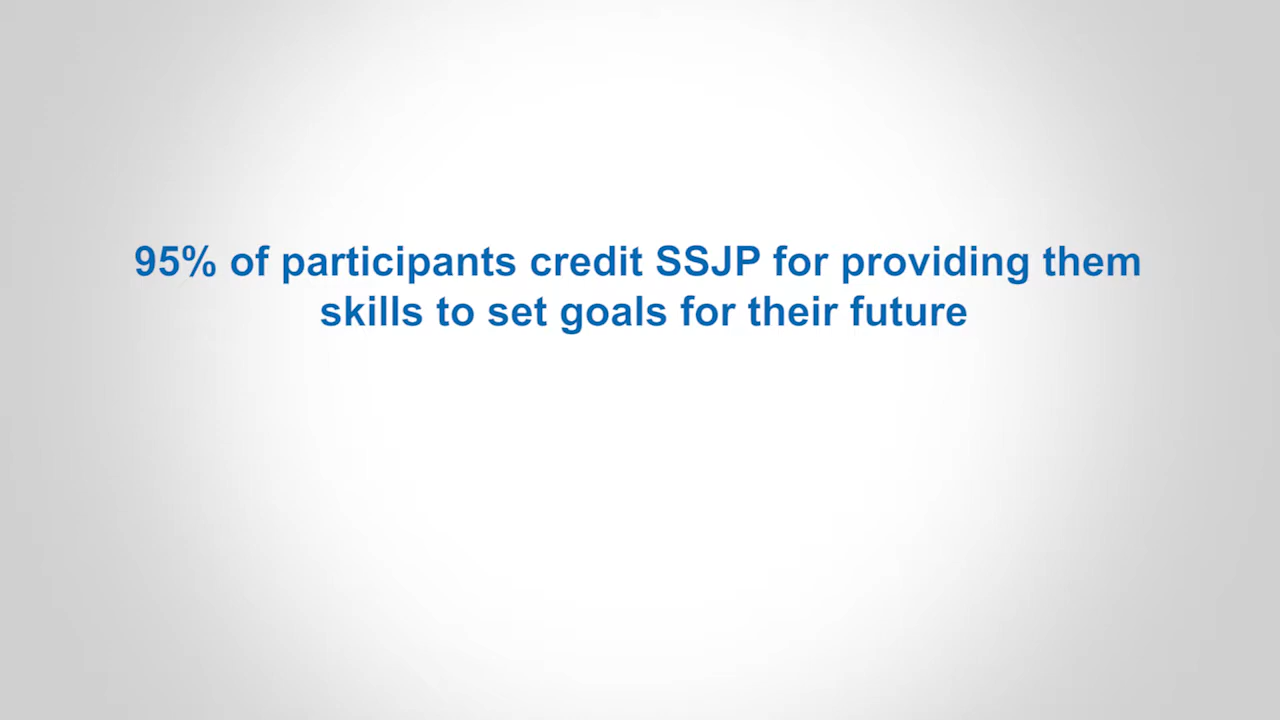 95% of participants credit SSJP for providing them
skills to set goals for their future